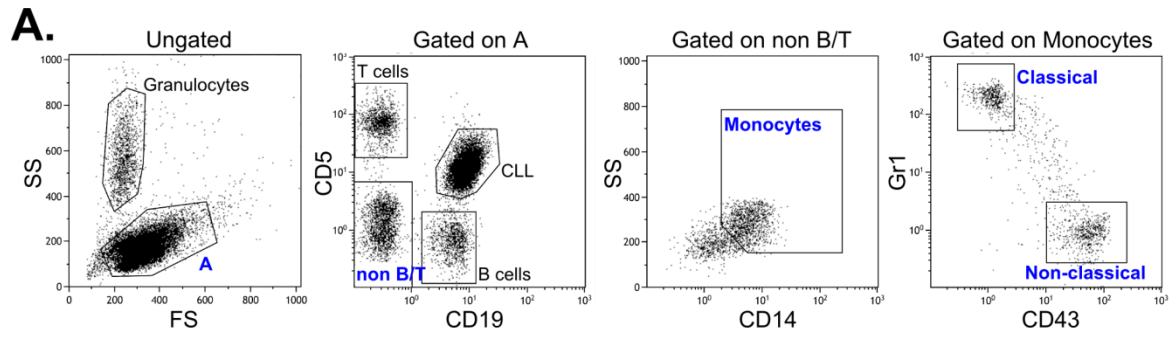 A.
Ungated
Granulocytes
A
1000
800
600
400
200
0
0 200 400 600 800 1000
SS
FS
Gated on A
T cells
CLL
non B/T
B cells
10³
10²
10¹
10⁰
10⁰ 10¹ 10² 10³
CD5
CD19
Gated on non B/T
Monocytes
1000
800
600
400
200
0
10⁰ 10¹ 10² 10³
SS
CD14
Gated on Monocytes
Classical
Non-classical
10³
10²
10¹
10⁰
10⁰ 10¹ 10² 10³
Gr1
CD43